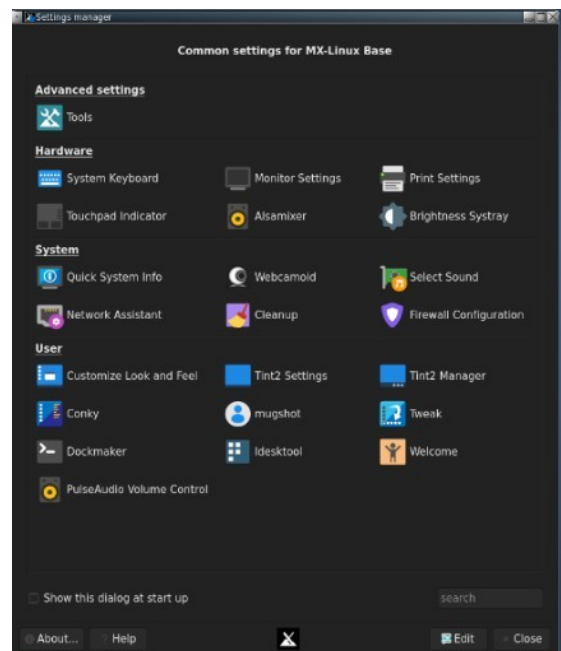 Settings manager
Common settings for MX-Linux Base
Advanced settings
Tools
Hardware
System Keyboard Monitor Settings Print Settings
Touchpad Indicator Alsamixer Brightness Systray
System
Quick System Info Webcamoid Select Sound
Network Assistant Cleanup Firewall Configuration
User
Customize Look and Feel Tint2 Settings Tint2 Manager
Conky mugshot Tweak
Dockmaker Idesktool Welcome
PulseAudio Volume Control
Show this dialog at start up search
About... Help Edit Close